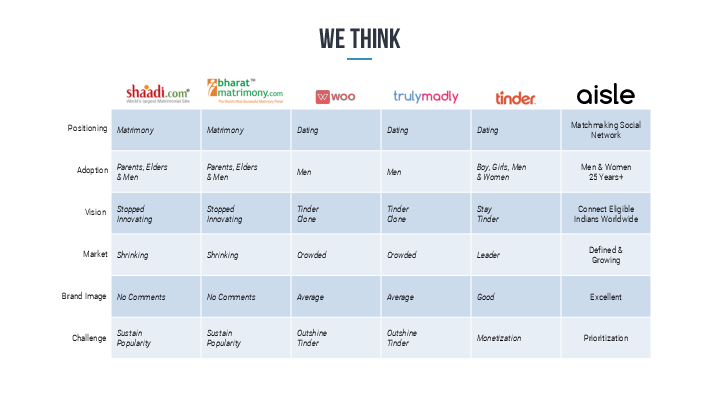 WE THINK
shaadi.com
World's largest Matrimonial Site
bharat™
matrimony.com
woo
trulymadly
tinder
aisle
Positioning
Matrimony
Matrimony
Dating
Dating
Dating
Matchmaking Social
Network
Adoption
Parents, Elders
& Men
Parents, Elders
& Men
Men
Men
Boy, Girls, Men
& Women
Men & Women
25 Years+
Vision
Stopped
Innovating
Stopped
Innovating
Tinder
Clone
Tinder
Clone
Stay
Tinder
Connect Eligible
Indians Worldwide
Market
Shrinking
Shrinking
Crowded
Crowded
Leader
Defined &
Growing
Brand Image
No Comments
No Comments
Average
Average
Good
Excellent
Challenge
Sustain
Popularity
Sustain
Popularity
Outshine
Tinder
Outshine
Tinder
Monetization
Prioritization